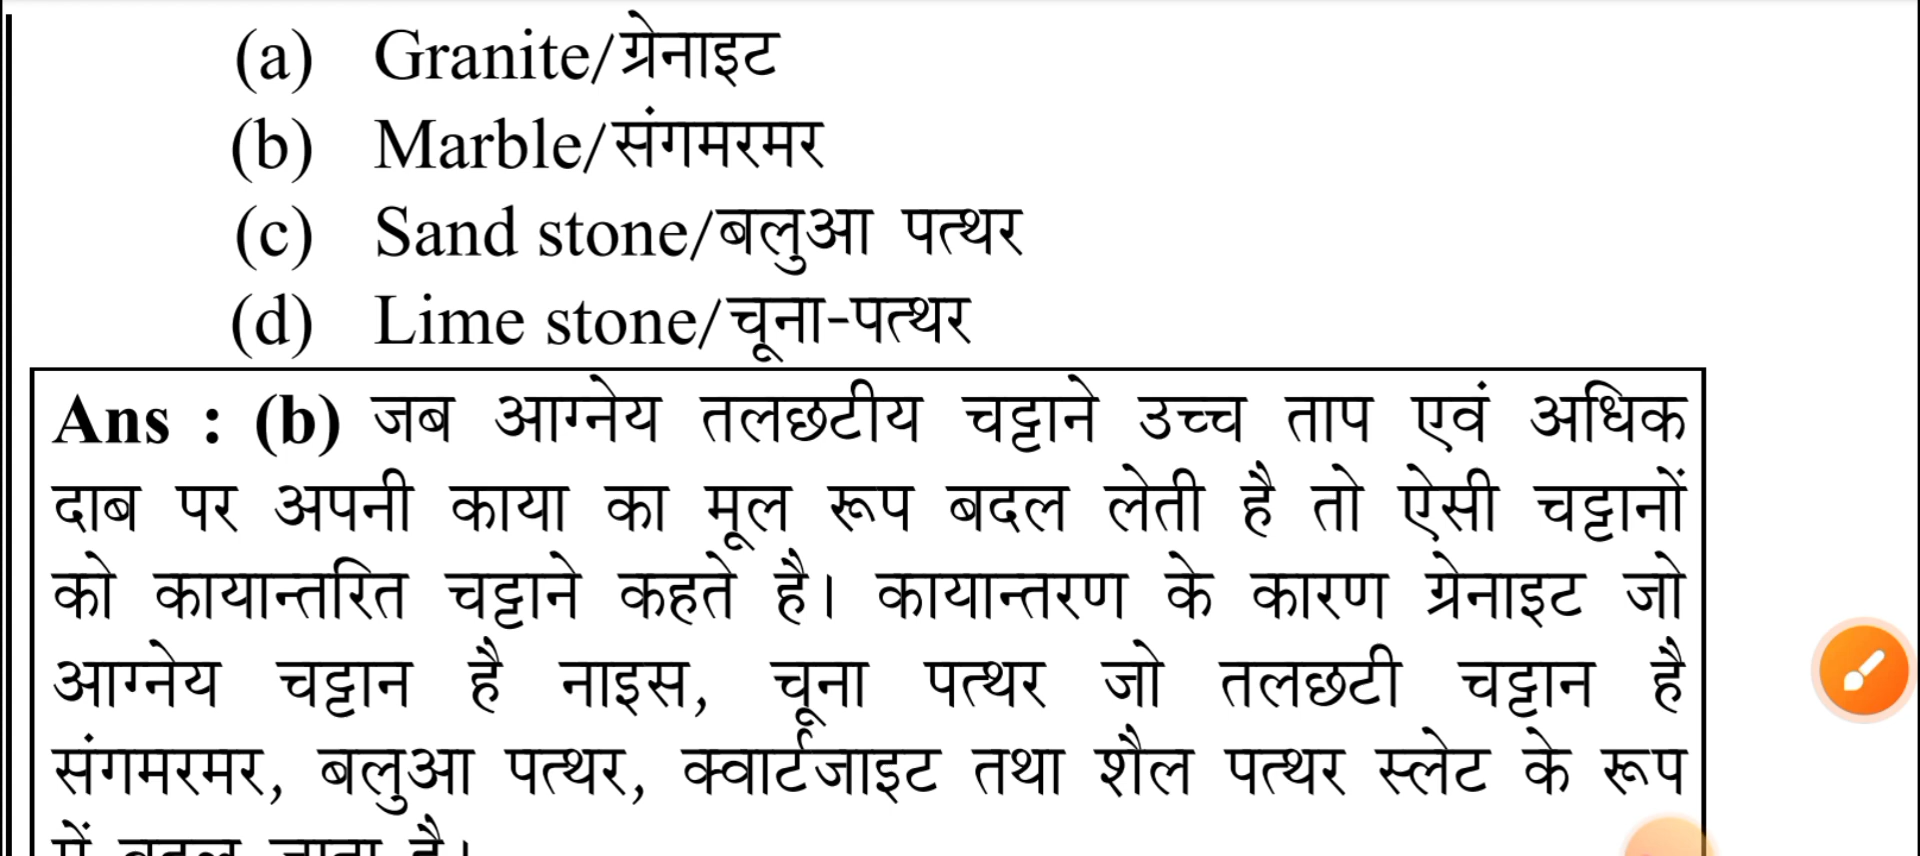 (a) Granite/ग्रेनाइट
(b) Marble/संगमरमर
(c) Sand stone/बलुआ पत्थर
(d) Lime stone/चूना-पत्थर
Ans : (b) जब आग्नेय तलछटीय चट्टाने उच्च ताप एवं अधिक
दाब पर अपनी काया का मूल रूप बदल लेती है तो ऐसी चट्टानों
को कायान्तरित चट्टाने कहते है। कायान्तरण के कारण ग्रेनाइट जो
आग्नेय चट्टान है नाइस, चूना पत्थर जो तलछटी चट्टान है
संगमरमर, बलुआ पत्थर, क्वार्टजाइट तथा शैल पत्थर स्लेट के रूप
में बदल जाता है।